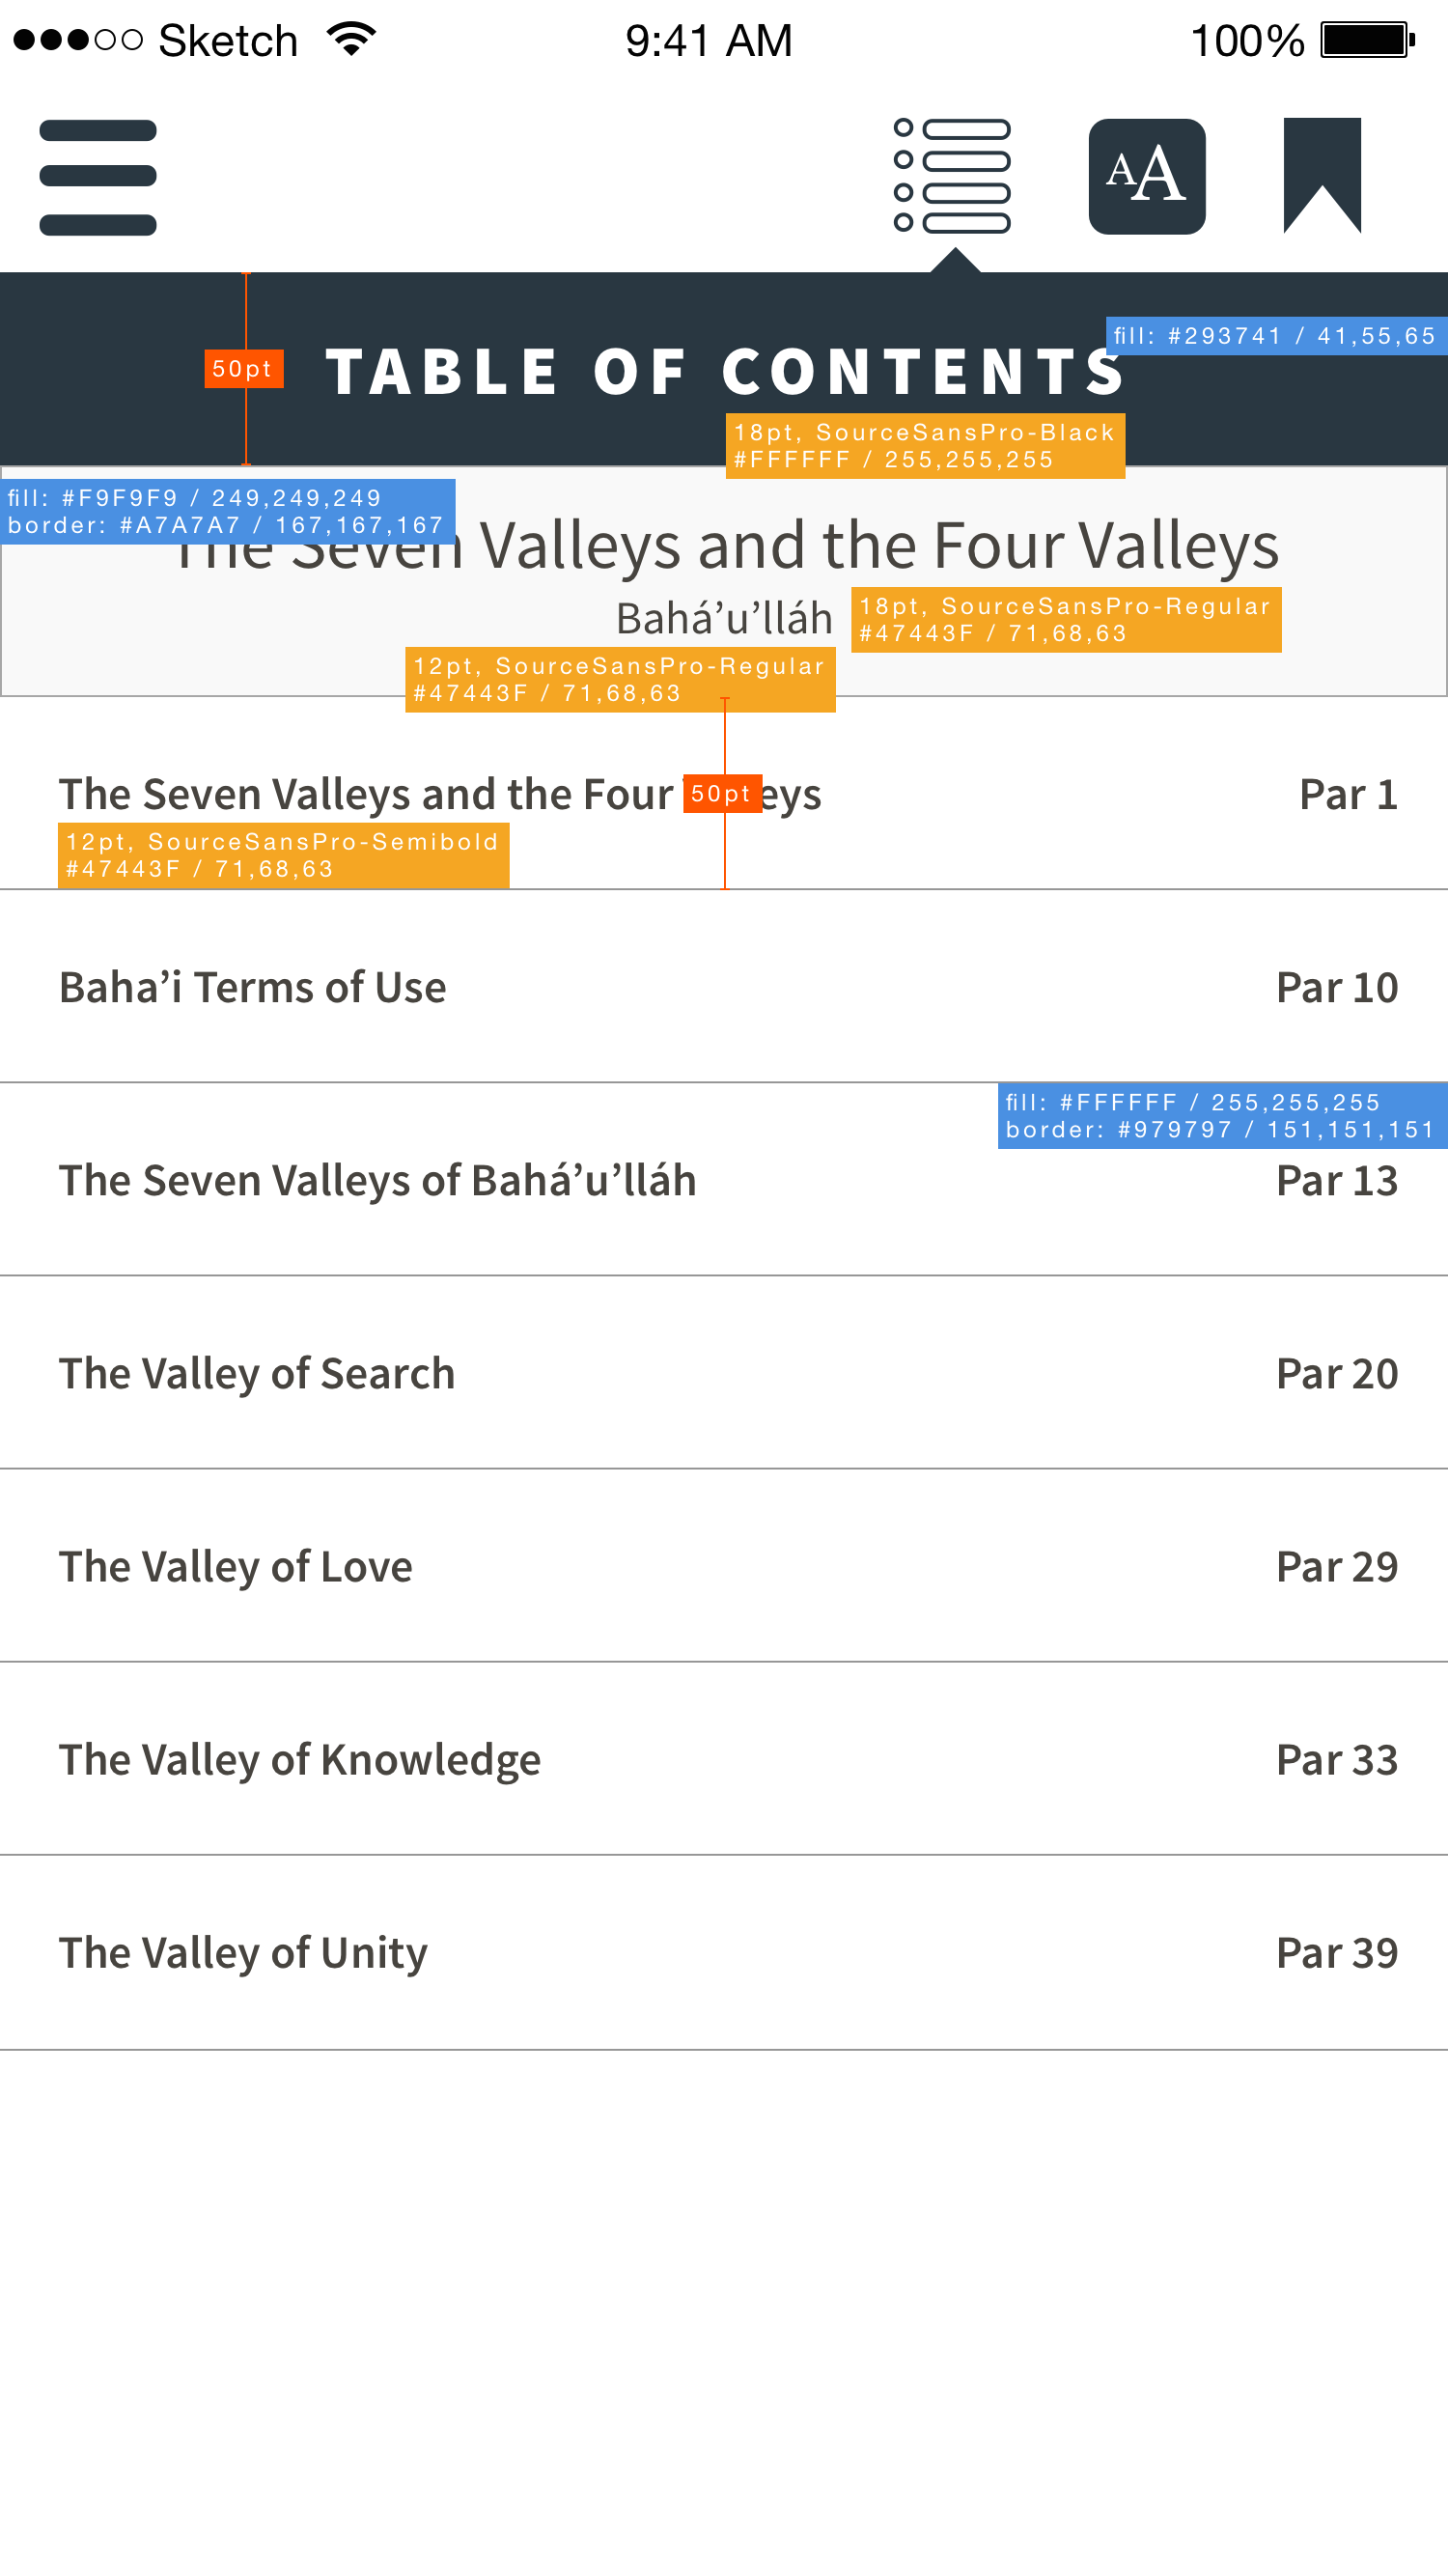 Sketch 9:41 AM 100%
AA
fill: #293741 / 41,55,65
50pt TABLE OF CONTENTS
18pt, SourceSansPro-Black
#FFFFFF / 255,255,255
fill: #F9F9F9 / 249,249,249
border: #A7A7A7 / 167,167,167
The Seven Valleys and the Four Valleys
Bahá’u’lláh
18pt, SourceSansPro-Regular
#47443F / 71,68,63
12pt, SourceSansPro-Regular
#47443F / 71,68,63
The Seven Valleys and the Four eys Par 1
50pt
12pt, SourceSansPro-Semibold
#47443F / 71,68,63
Baha’i Terms of Use Par 10
fill: #FFFFFF / 255,255,255
border: #979797 / 151,151,151
The Seven Valleys of Bahá’u’lláh Par 13
The Valley of Search Par 20
The Valley of Love Par 29
The Valley of Knowledge Par 33
The Valley of Unity Par 39